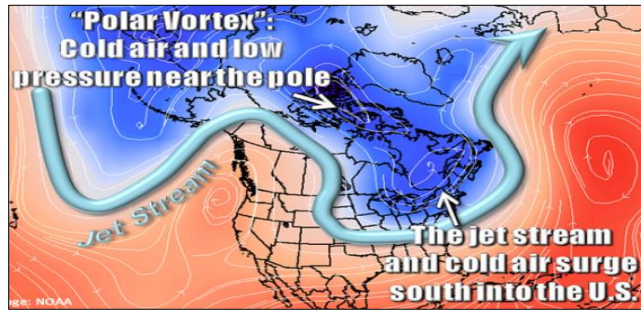 “Polar Vortex”:
Cold air and low
pressure near the pole
Jet Stream
The jet stream
and cold air surge
south into the U.S.
ge: NOAA